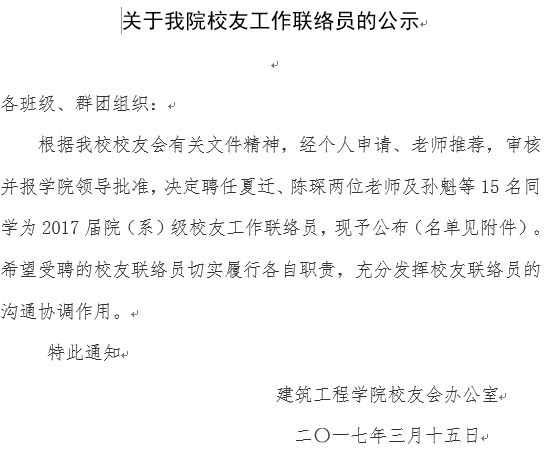 关于我院校友工作联络员的公示
各班级、群团组织：
根据我校校友会有关文件精神，经个人申请、老师推荐，审核
并报学院领导批准，决定聘任夏迁、陈琛两位老师及孙魁等 15 名同
学为 2017 届院（系）级校友工作联络员，现予公布（名单见附件）。
希望受聘的校友联络员切实履行各自职责，充分发挥校友联络员的
沟通协调作用。
特此通知
建筑工程学院校友会办公室
二〇一七年三月十五日